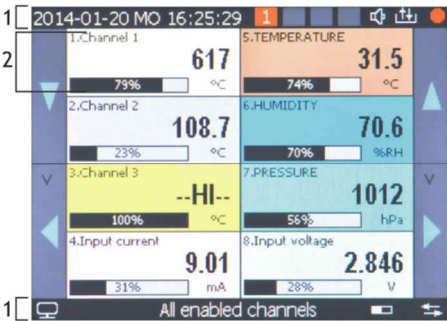 1 2014-01-20 MO 16:25:29 1
2
1.Channel 1
617
79% °C
5.TEMPERATURE
31.5
74% °C
2.Channel 2
108.7
23% °C
6.HUMIDITY
70.6
70% %RH
3.Channel 3
--HI--
100% °C
7.PRESSURE
1012
56% hPa
4.Input current
9.01
31% mA
8.Input voltage
2.846
28% V
1 All enabled channels